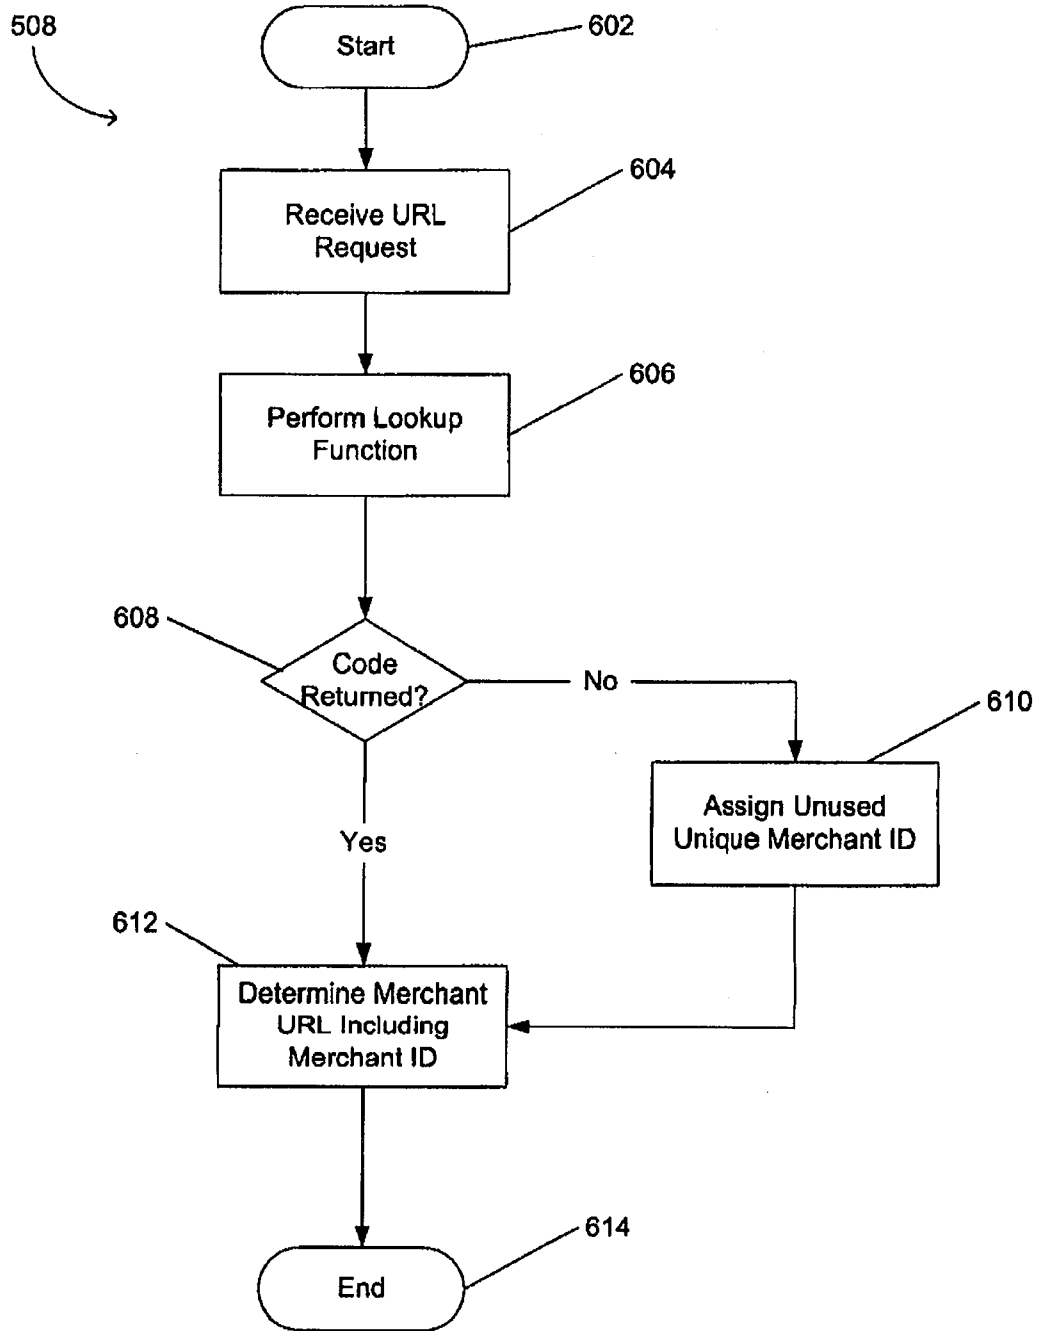 508
Start
602
Receive URL
Request
604
Perform Lookup
Function
606
608
Code
Returned?
No
610
Assign Unused
Unique Merchant ID
Yes
612
Determine Merchant
URL Including
Merchant ID
End
614